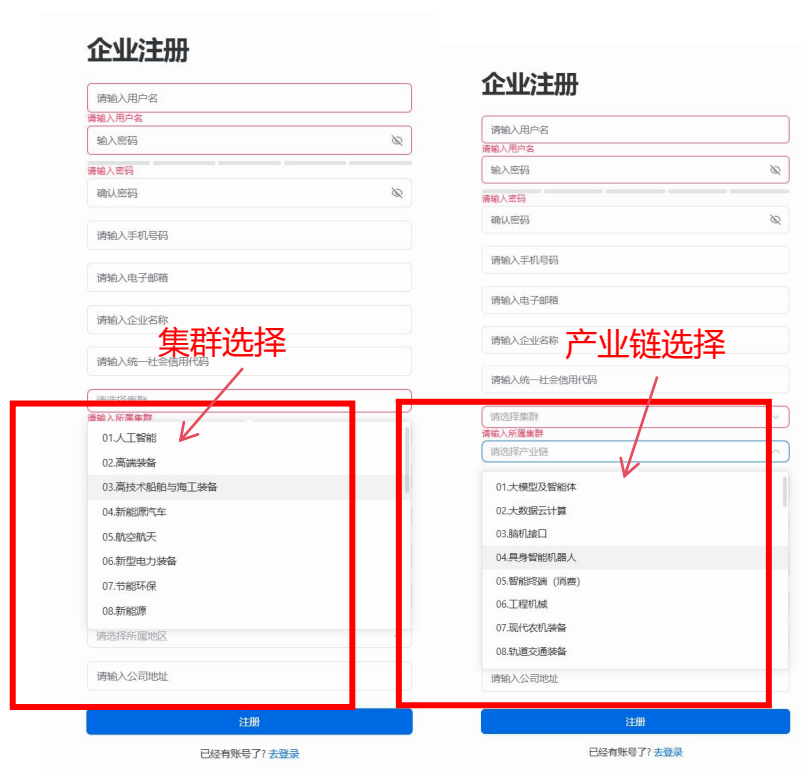 企业注册
请输入用户名
请输入用户名
输入密码
请输入密码
确认密码
请输入手机号码
请输入电子邮箱
请输入企业名称
集群选择
请输入统一社会信用代码
请选择集群
请输入所属集群
01.人工智能
02.高端装备
03.高技术船舶与海工装备
04.新能源汽车
05.航空航天
06.新型电力装备
07.节能环保
08.新能源
请选择所属地区
请输入公司地址
注册
已经有账号了? 去登录
企业注册
请输入用户名
请输入用户名
输入密码
请输入密码
确认密码
请输入手机号码
请输入电子邮箱
请输入企业名称
产业链选择
请输入统一社会信用代码
请选择集群
请输入所属集群
请选择产业链
01.大模型及智能体
02.大数据云计算
03.脑机接口
04.具身智能机器人
05.智能终端（消费）
06.工程机械
07.现代农机装备
08.轨道交通装备
请输入公司地址
注册
已经有账号了? 去登录